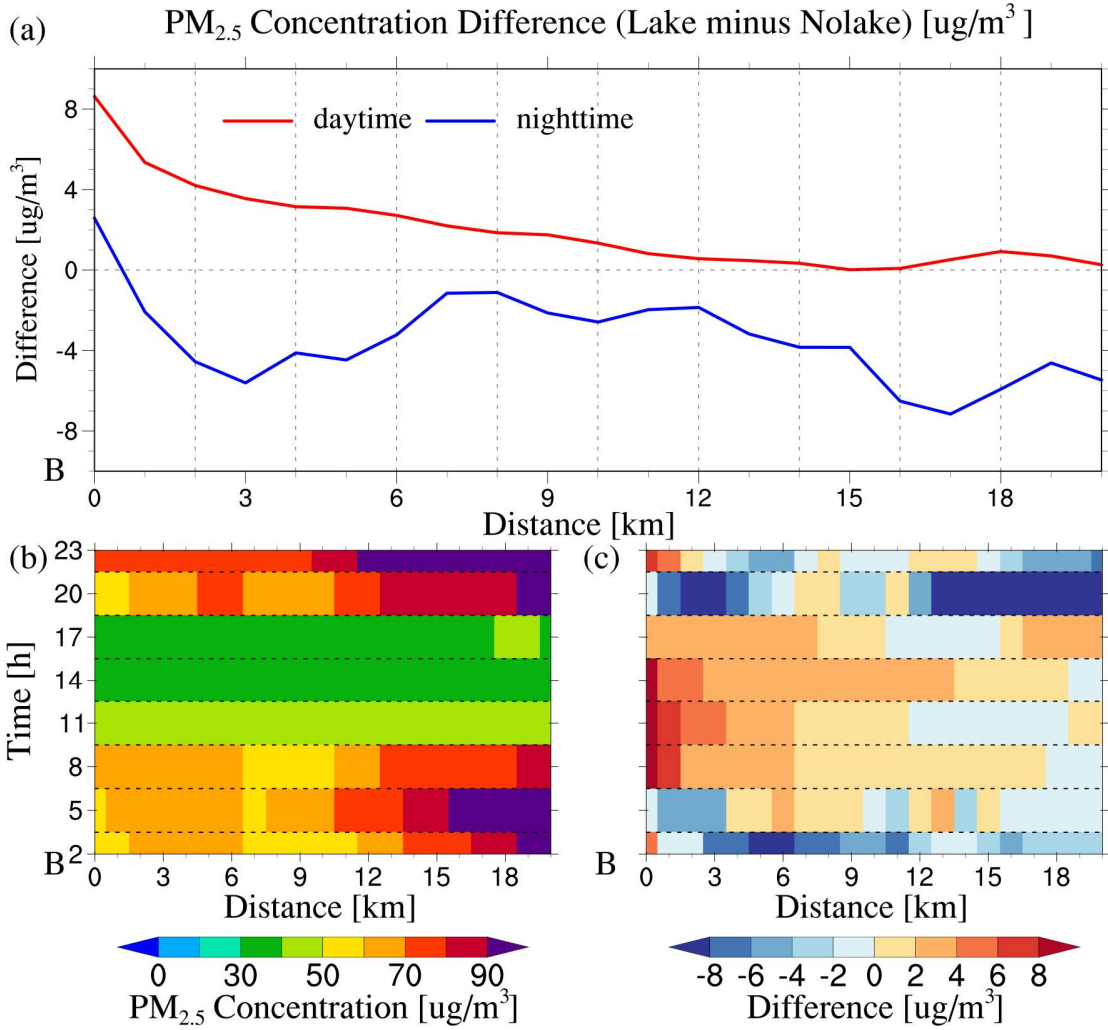 (a) PM2.5 Concentration Difference (Lake minus Nolake) [ug/m³ ]
daytime nighttime
Difference [ug/m³]
8
4
0
-4
-8
B
0 3 6 9 12 15 18
Distance [km]
(b)
Time [h]
23
20
17
14
11
8
5
2
B
0 3 6 9 12 15 18
Distance [km]
0 30 50 70 90
PM2.5 Concentration [ug/m³]
(c)
B
0 3 6 9 12 15 18
Distance [km]
-8 -6 -4 -2 0 2 4 6 8
Difference [ug/m³]